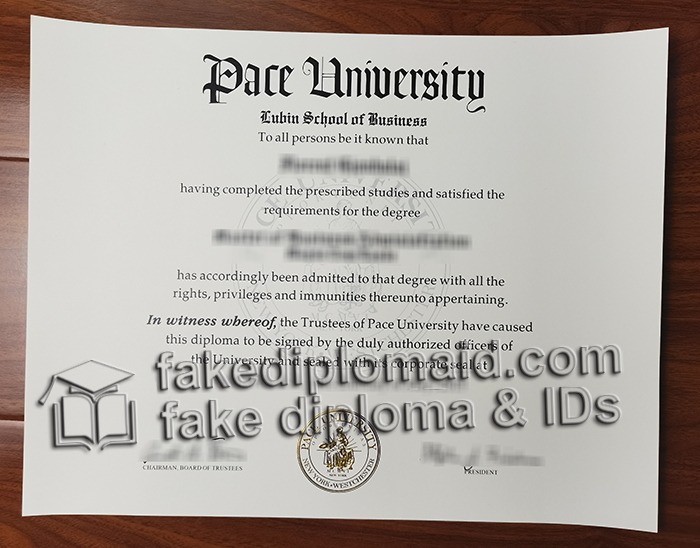 Pace University
Lubin School of Business
To all persons be it known that
having completed the prescribed studies and satisfied the
requirements for the degree
has accordingly been admitted to that degree with all the
rights, privileges and immunities thereunto appertaining.
In witness whereof, the Trustees of Pace University have caused
this diploma to be signed by the duly authorized officers of
the University and sealed with its corporate seal at
fakediplomaid.com
fake diploma & IDs
PACE UNIVERSITY
NEW YORK • WESTCHESTER
CHAIRMAN, BOARD OF TRUSTEES
PRESIDENT